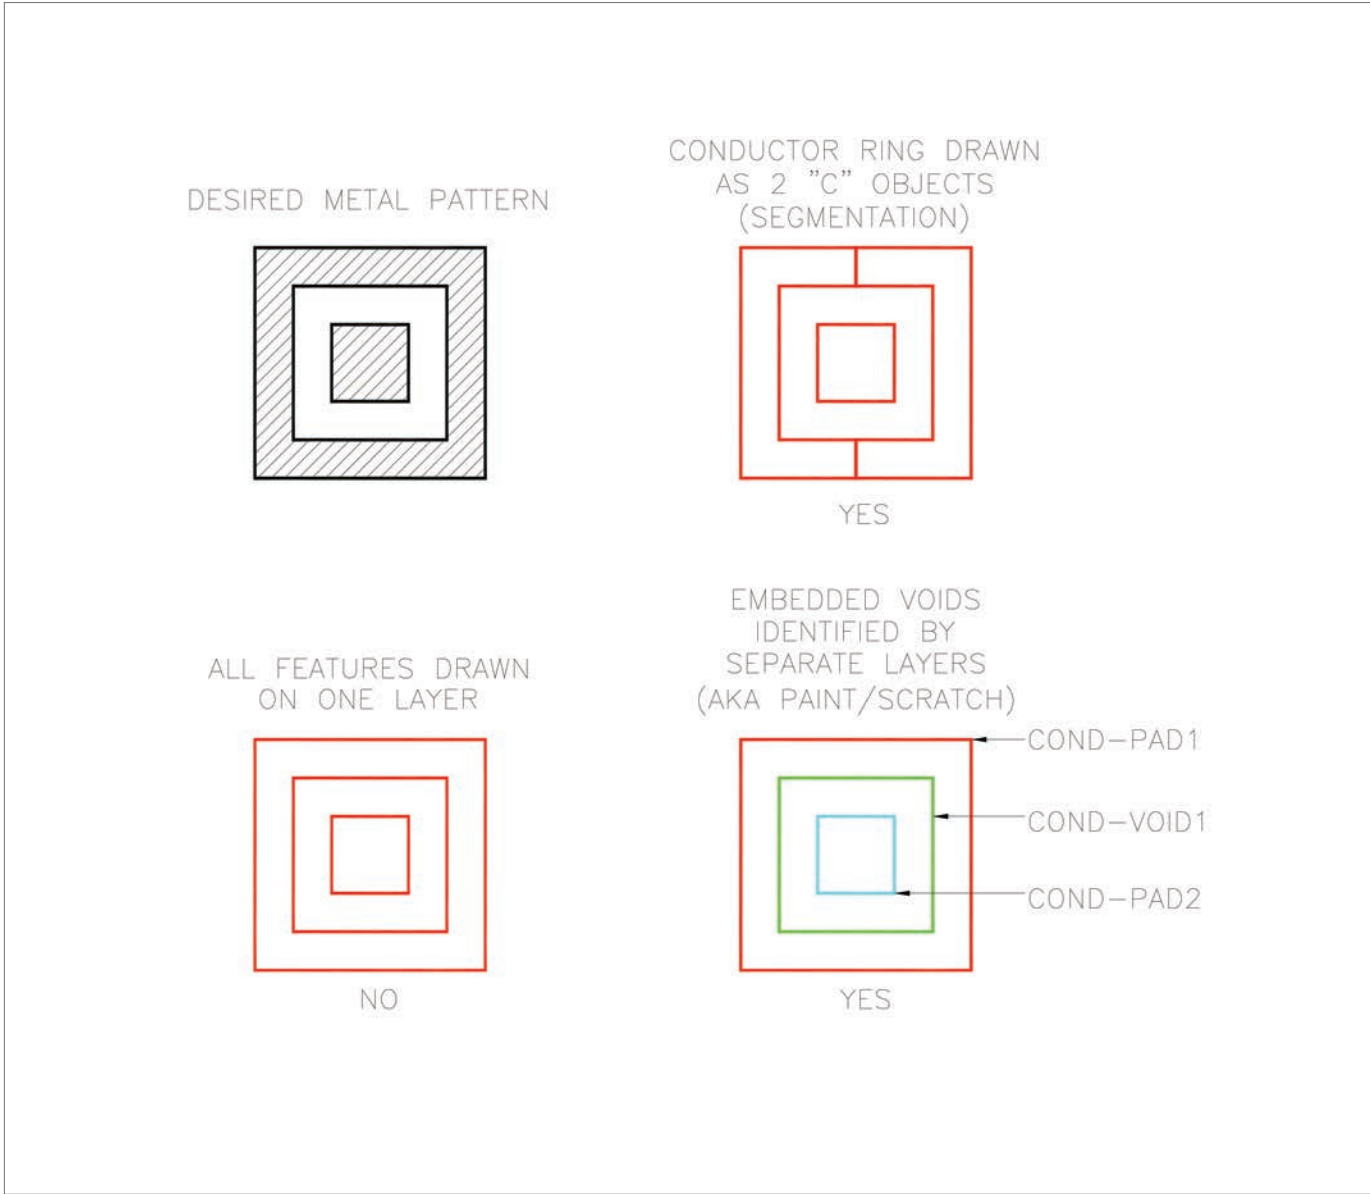 DESIRED METAL PATTERN
CONDUCTOR RING DRAWN
AS 2 "C" OBJECTS
(SEGMENTATION)
YES
ALL FEATURES DRAWN
ON ONE LAYER
NO
EMBEDDED VOIDS
IDENTIFIED BY
SEPARATE LAYERS
(AKA PAINT/SCRATCH)
COND-PAD1
COND-VOID1
COND-PAD2
YES